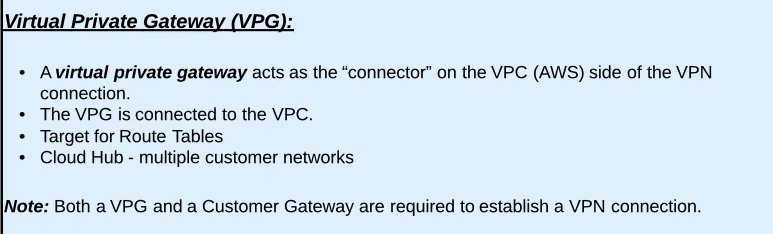 Virtual Private Gateway (VPG):
• A virtual private gateway acts as the “connector” on the VPC (AWS) side of the VPN
connection.
• The VPG is connected to the VPC.
• Target for Route Tables
• Cloud Hub - multiple customer networks
Note: Both a VPG and a Customer Gateway are required to establish a VPN connection.